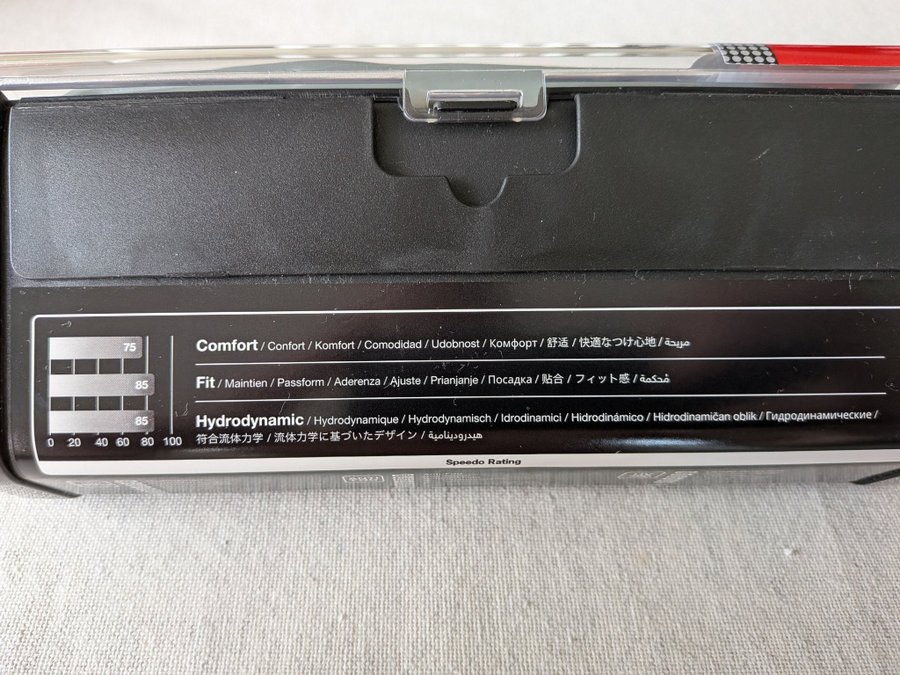 75
Comfort / Confort / Komfort / Comodidad / Udobnost / Комфорт / 舒适 / 快適なつけ心地 / مريحة
85
Fit / Maintien / Passform / Aderenza / Ajuste / Prianjanje / Посадка / 贴合 / フィット感 / مُحكمة
85
Hydrodynamic / Hydrodynamique / Hydrodynamisch / Idrodinamici / Hidrodinámico / Hidrodinamičan oblik / Гидродинамические /
符合流体力学 / 流体力学に基づいたデザイン / هيدروديناميه
0 20 40 60 80 100
Speedo Rating